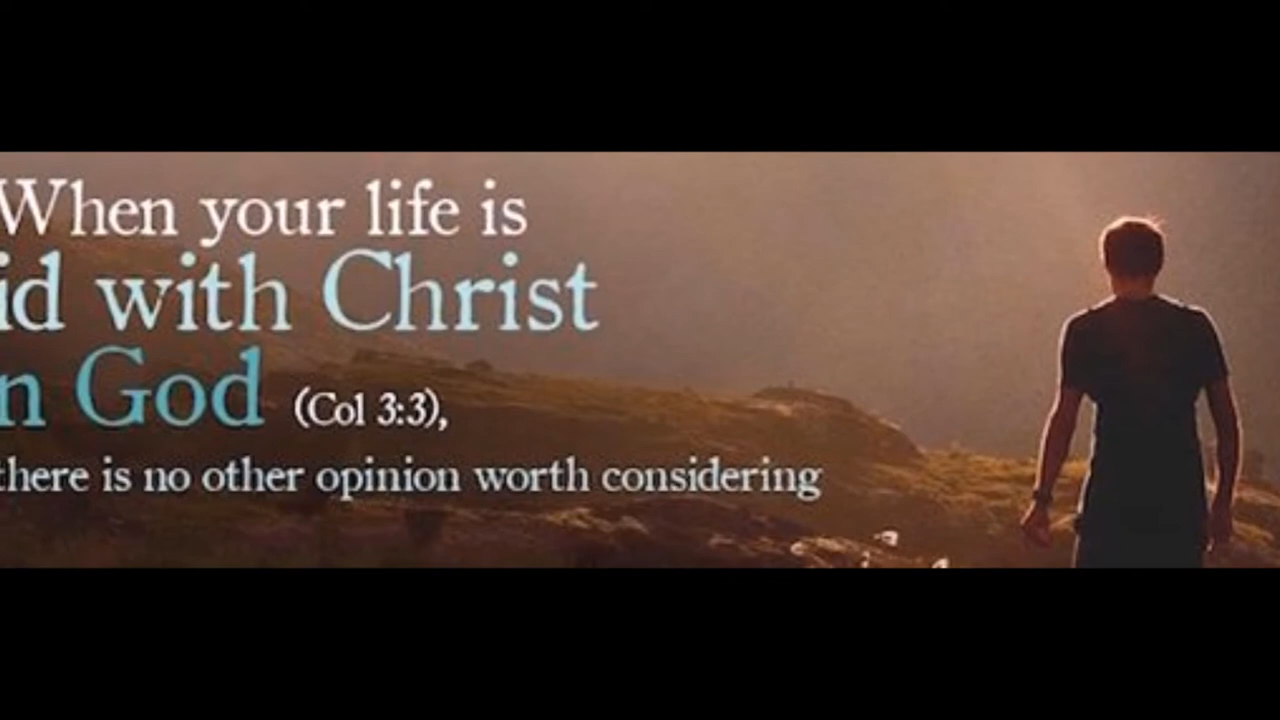 When your life is
id with Christ
n God (Col 3:3),
there is no other opinion worth considering